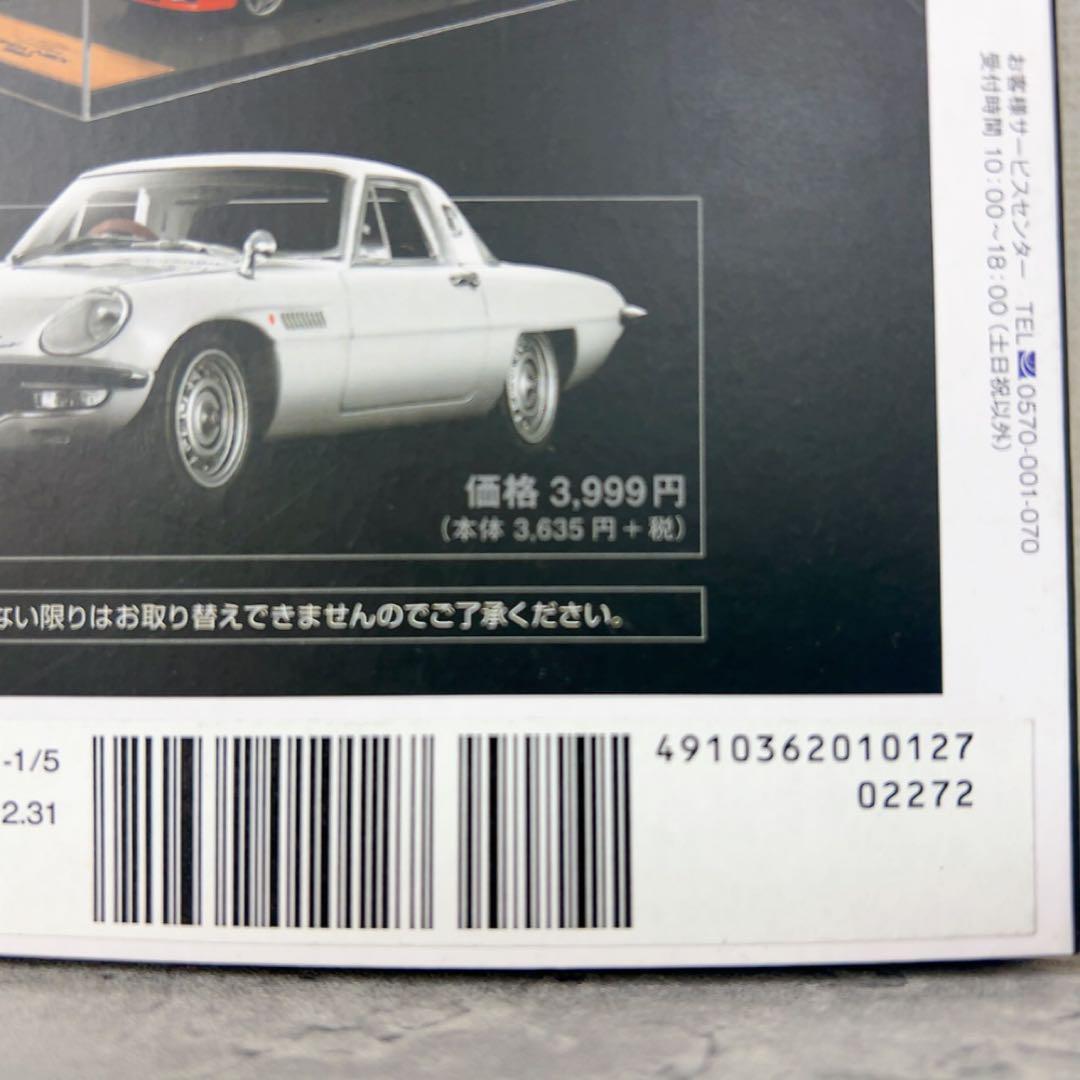 価格 3,999円
（本体 3,635円＋税）
ない限りはお取り替えできませんのでご了承ください。
お客様サービスセンター TEL 0570-001-070
受付時間 10:00〜18:00（土日祝以外）
-1/5
2.31
4910362010127
02272